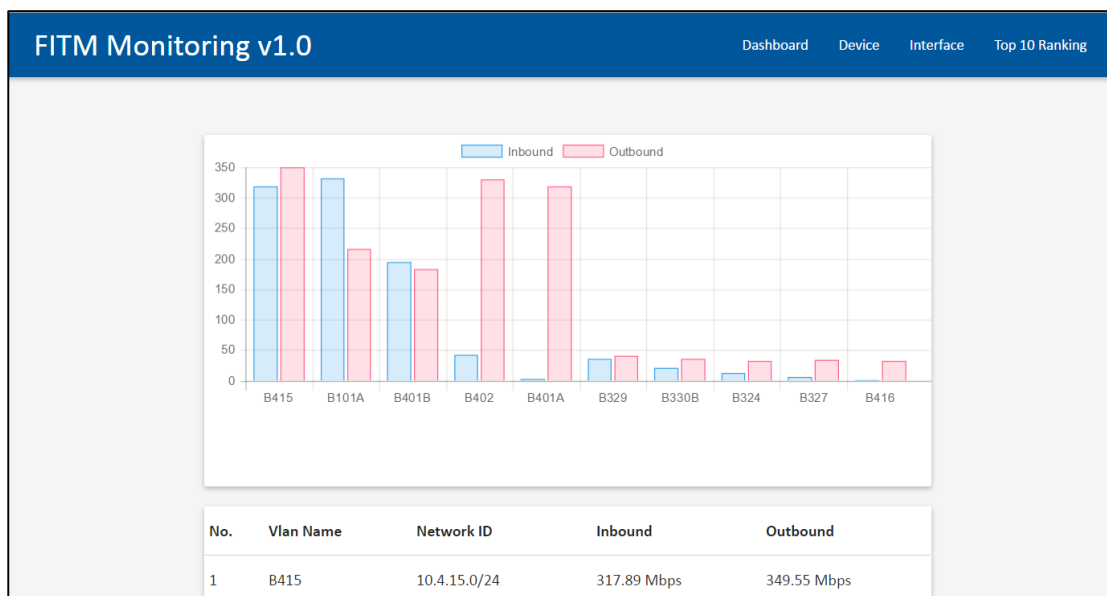 FITM Monitoring v1.0 Dashboard Device Interface Top 10 Ranking
Inbound Outbound
350
300
250
200
150
100
50
0
B415 B101A B401B B402 B401A B329 B330B B324 B327 B416
No. Vlan Name Network ID Inbound Outbound
1 B415 10.4.15.0/24 317.89 Mbps 349.55 Mbps